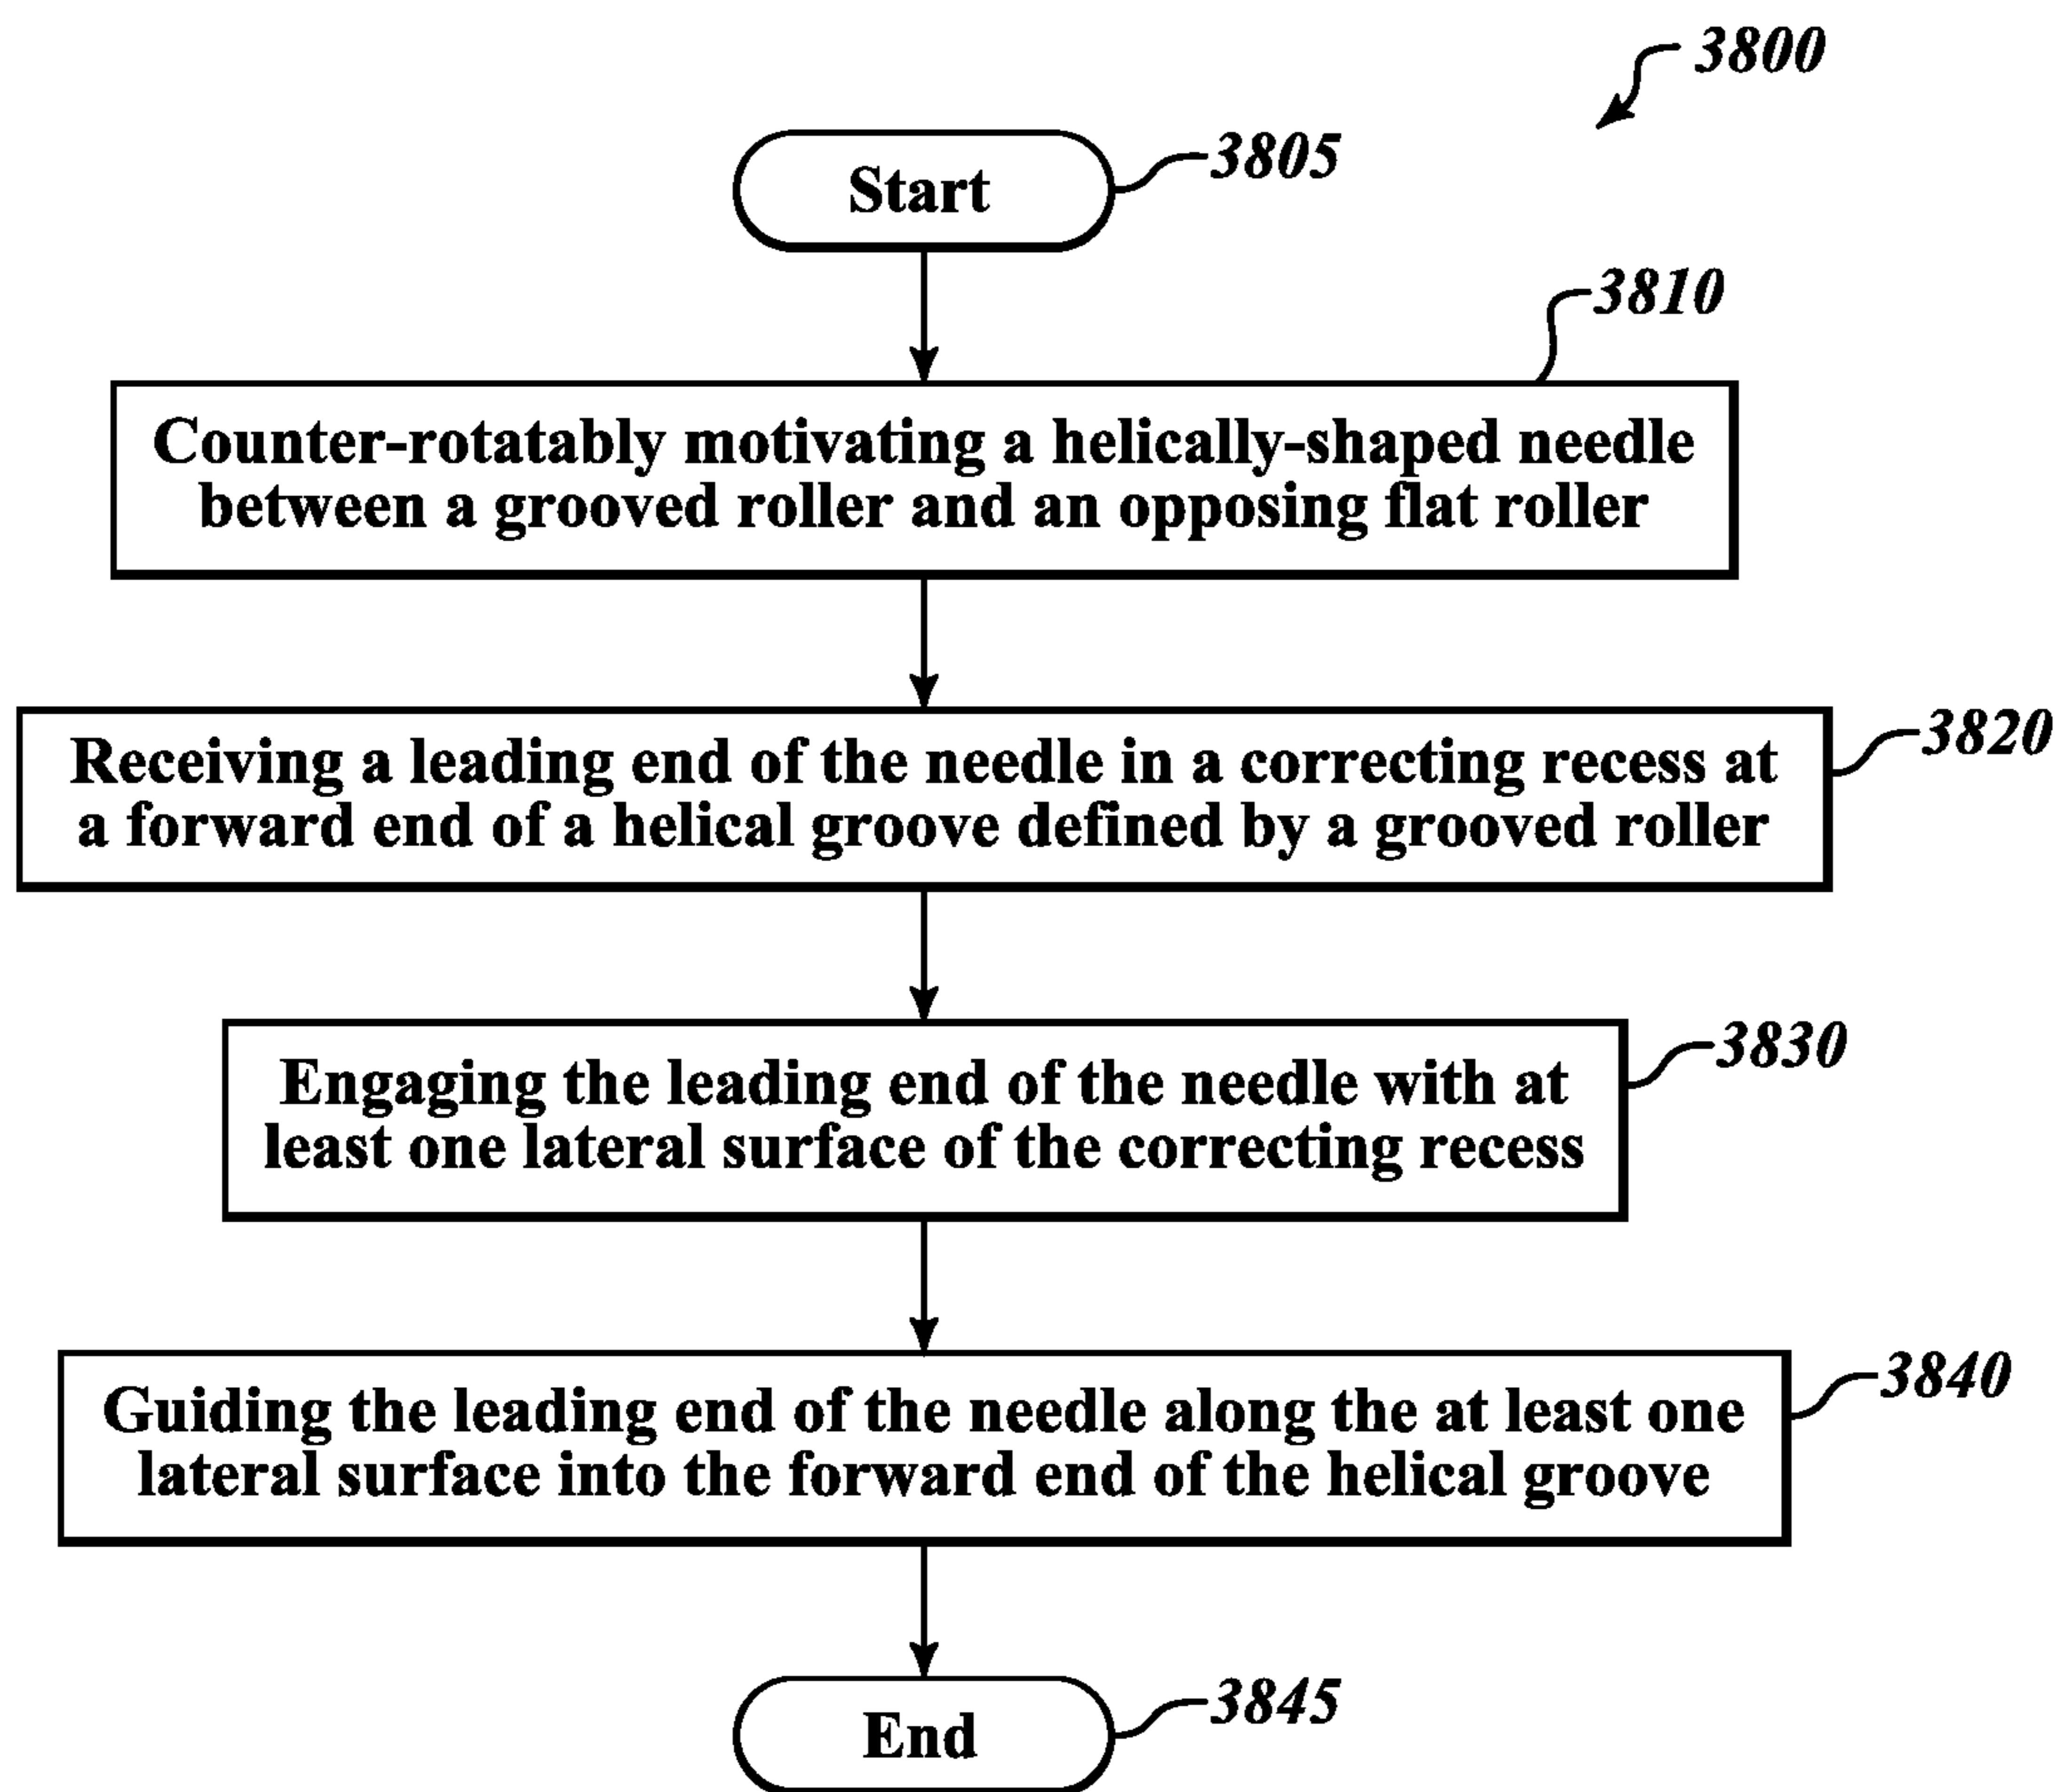 3800
Start
3805
3810
Counter-rotatably motivating a helically-shaped needle
between a grooved roller and an opposing flat roller
Receiving a leading end of the needle in a correcting recess at
a forward end of a helical groove defined by a grooved roller
3820
Engaging the leading end of the needle with at
least one lateral surface of the correcting recess
3830
Guiding the leading end of the needle along the at least one
lateral surface into the forward end of the helical groove
3840
End
3845